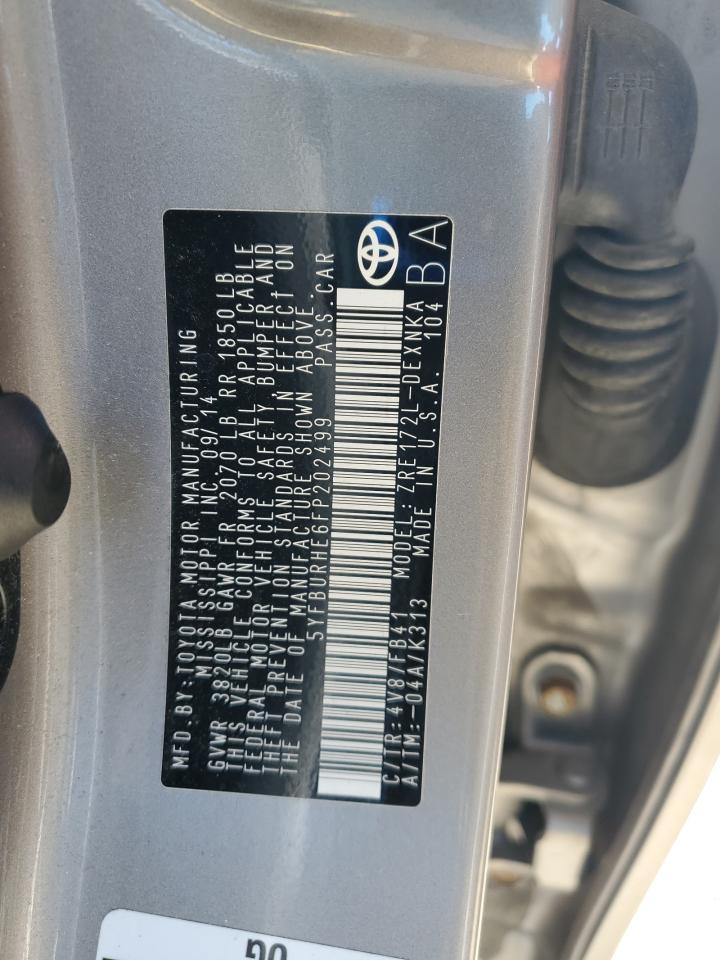 MFD.BY:TOYOTA MOTOR MANUFACTURING
MISSISSIPPI INC. 09/14
GVWR 3820LB GAWR FR 2070 LB RR 1850LB
THIS VEHICLE CONFORMS TO ALL APPLICABLE
FEDERAL MOTOR VEHICLE SAFETY, BUMPER AND
THEFT PREVENTION STANDARDS IN EFFECT ON
THE DATE OF MANUFACTURE SHOWN ABOVE.
5YFBURHE6FP202499 PASS.CAR
C/TR:4V8/FB41 MODEL:ZRE172L-DEXNKA
A/TM:-04A/K313 MADE IN U.S.A. 104
BA